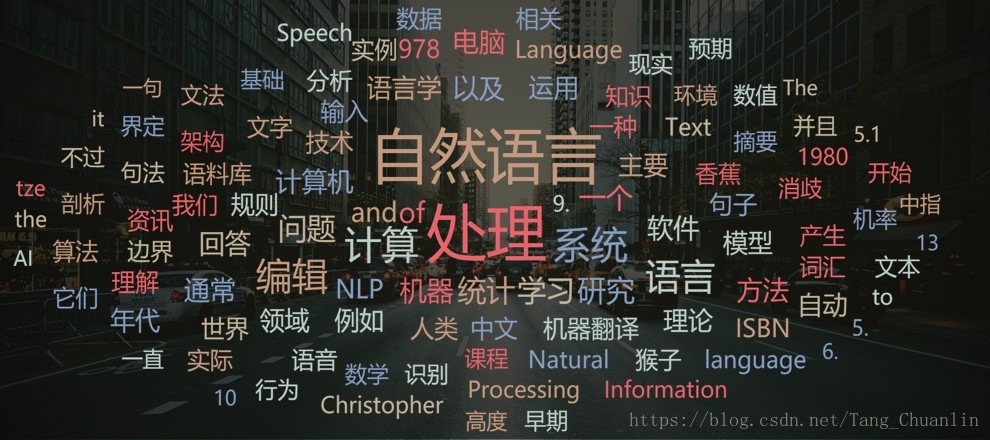 数据 相关
Speech 实例 978 电脑 Language 现实 预期
一句 文法 基础 分析 语言学 以及 运用 知识 环境 数值 The
it 界定 架构 文字 输入 技术 一种 Text 摘要 并且 5.1
不过 句法 语料库 计算机 自然语言 主要 香蕉 消歧 1980 开始
tze 剖析 资讯 我们 规则 and of 9. 一个 句子 机率 中指
the 算法 边界 回答 问题 计算 处理 系统 软件 模型 产生 13
AI 理解 通常 编辑 NLP 机器 统计 学习 研究 语言 方法 词汇 文本
它们 年代 世界 领域 例如 人类 中文 机器翻译 理论 ISBN 自动 to 5.
一直 实际 语音 数学 识别 课程 Natural 猴子 language 6.
10 行为 Christopher Processing Information
高度 早期
https://blog.csdn.net/Tang_Chuanlin